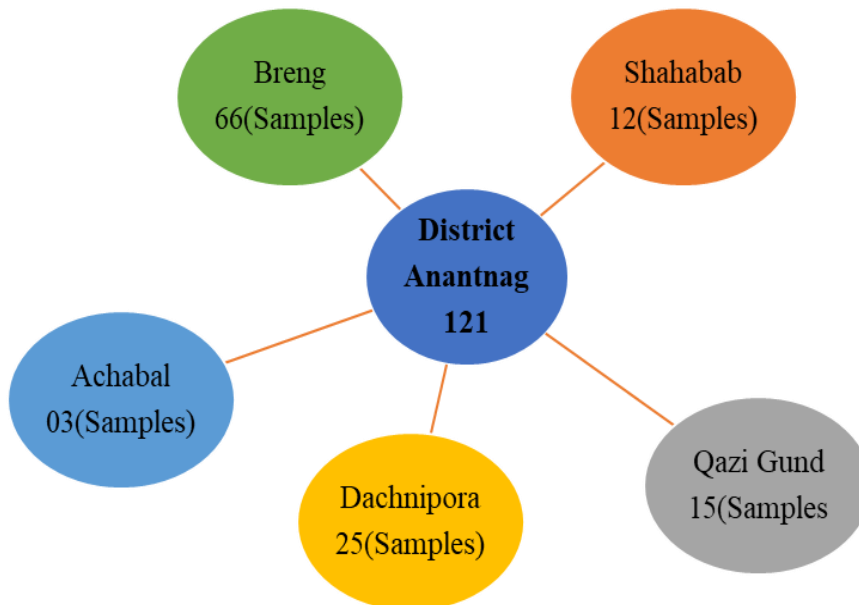 Breng
66(Samples)
Shahabab
12(Samples)
District
Anantnag
121
Achabal
03(Samples)
Dachnipora
25(Samples)
Qazi Gund
15(Samples